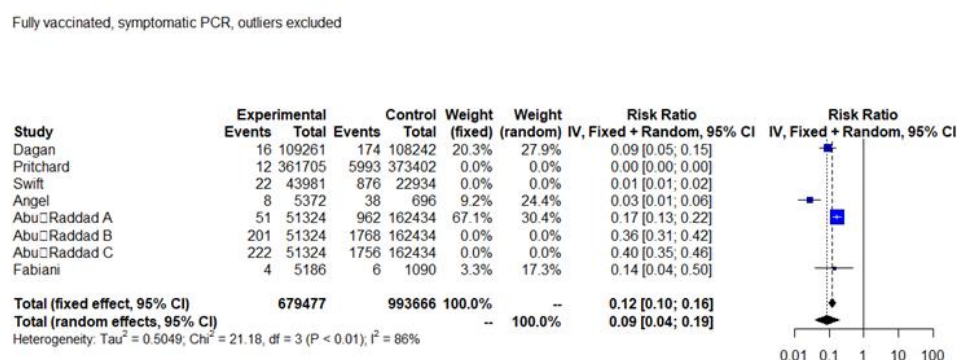 Fully vaccinated, symptomatic PCR, outliers excluded
Experimental Control Weight Weight Risk Ratio Risk Ratio
Study Events Total Events Total (fixed) (random) IV, Fixed + Random, 95% CI IV, Fixed + Random, 95% CI
Dagan 16 109261 174 108242 20.3% 27.9% 0.09 [0.05; 0.15]
Pritchard 12 361705 5993 373402 0.0% 0.0% 0.00 [0.00; 0.00]
Swift 22 43981 876 22934 0.0% 0.0% 0.01 [0.01; 0.02]
Angel 8 5372 38 696 9.2% 24.4% 0.03 [0.01; 0.06]
Abu□Raddad A 51 51324 962 162434 67.1% 30.4% 0.17 [0.13; 0.22]
Abu□Raddad B 201 51324 1768 162434 0.0% 0.0% 0.36 [0.31; 0.42]
Abu□Raddad C 222 51324 1756 162434 0.0% 0.0% 0.40 [0.35; 0.46]
Fabiani 4 5186 6 1090 3.3% 17.3% 0.14 [0.04; 0.50]
Total (fixed effect, 95% CI) 679477 993666 100.0% -- 0.12 [0.10; 0.16]
Total (random effects, 95% CI) -- 100.0% 0.09 [0.04; 0.19]
Heterogeneity: Tau² = 0.5049; Chi² = 21.18, df = 3 (P < 0.01); I² = 86%
0.01 0.1 1 10 100